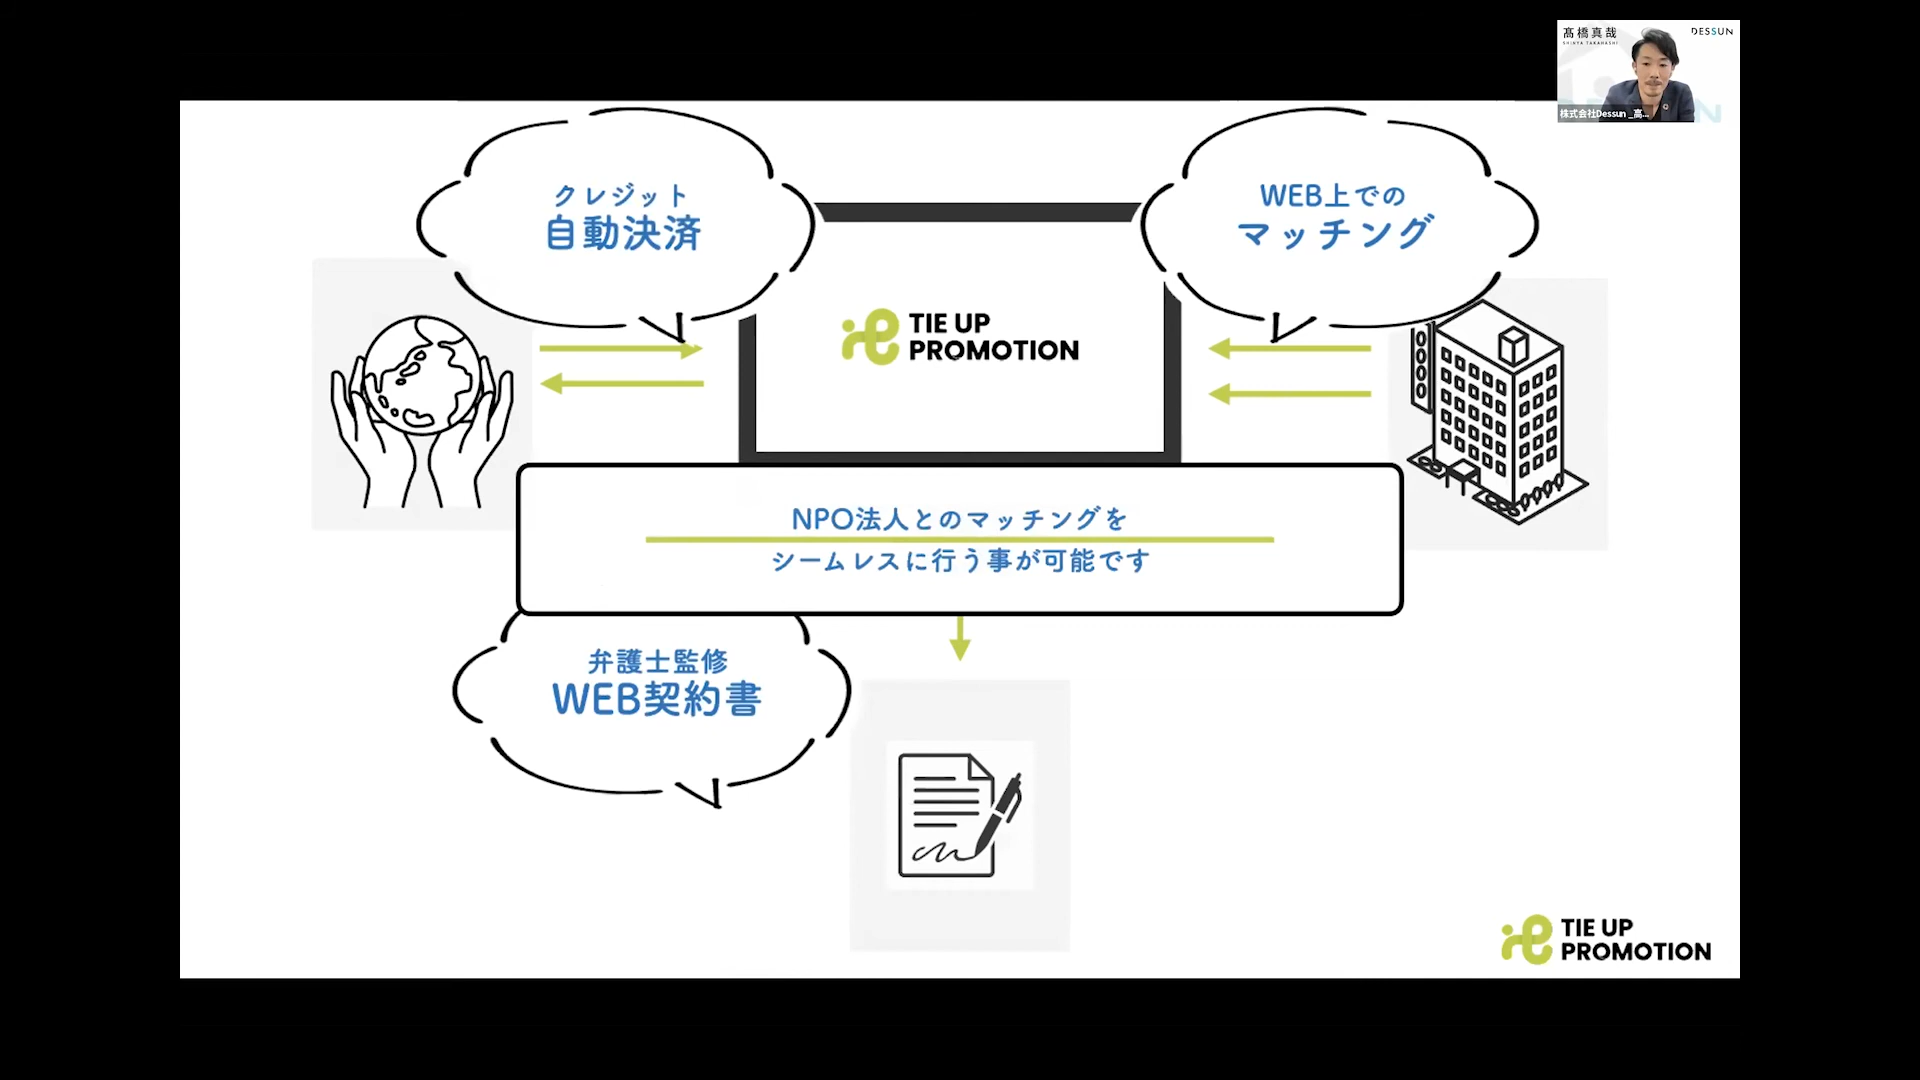 髙橋真哉
SHINYA TAKAHASHI
DESSUN
株式会社Dessun _高...
クレジット
自動決済
WEB上での
マッチング
TIE UP
PROMOTION
NPO法人とのマッチングを
シームレスに行う事が可能です
弁護士監修
WEB契約書
TIE UP
PROMOTION